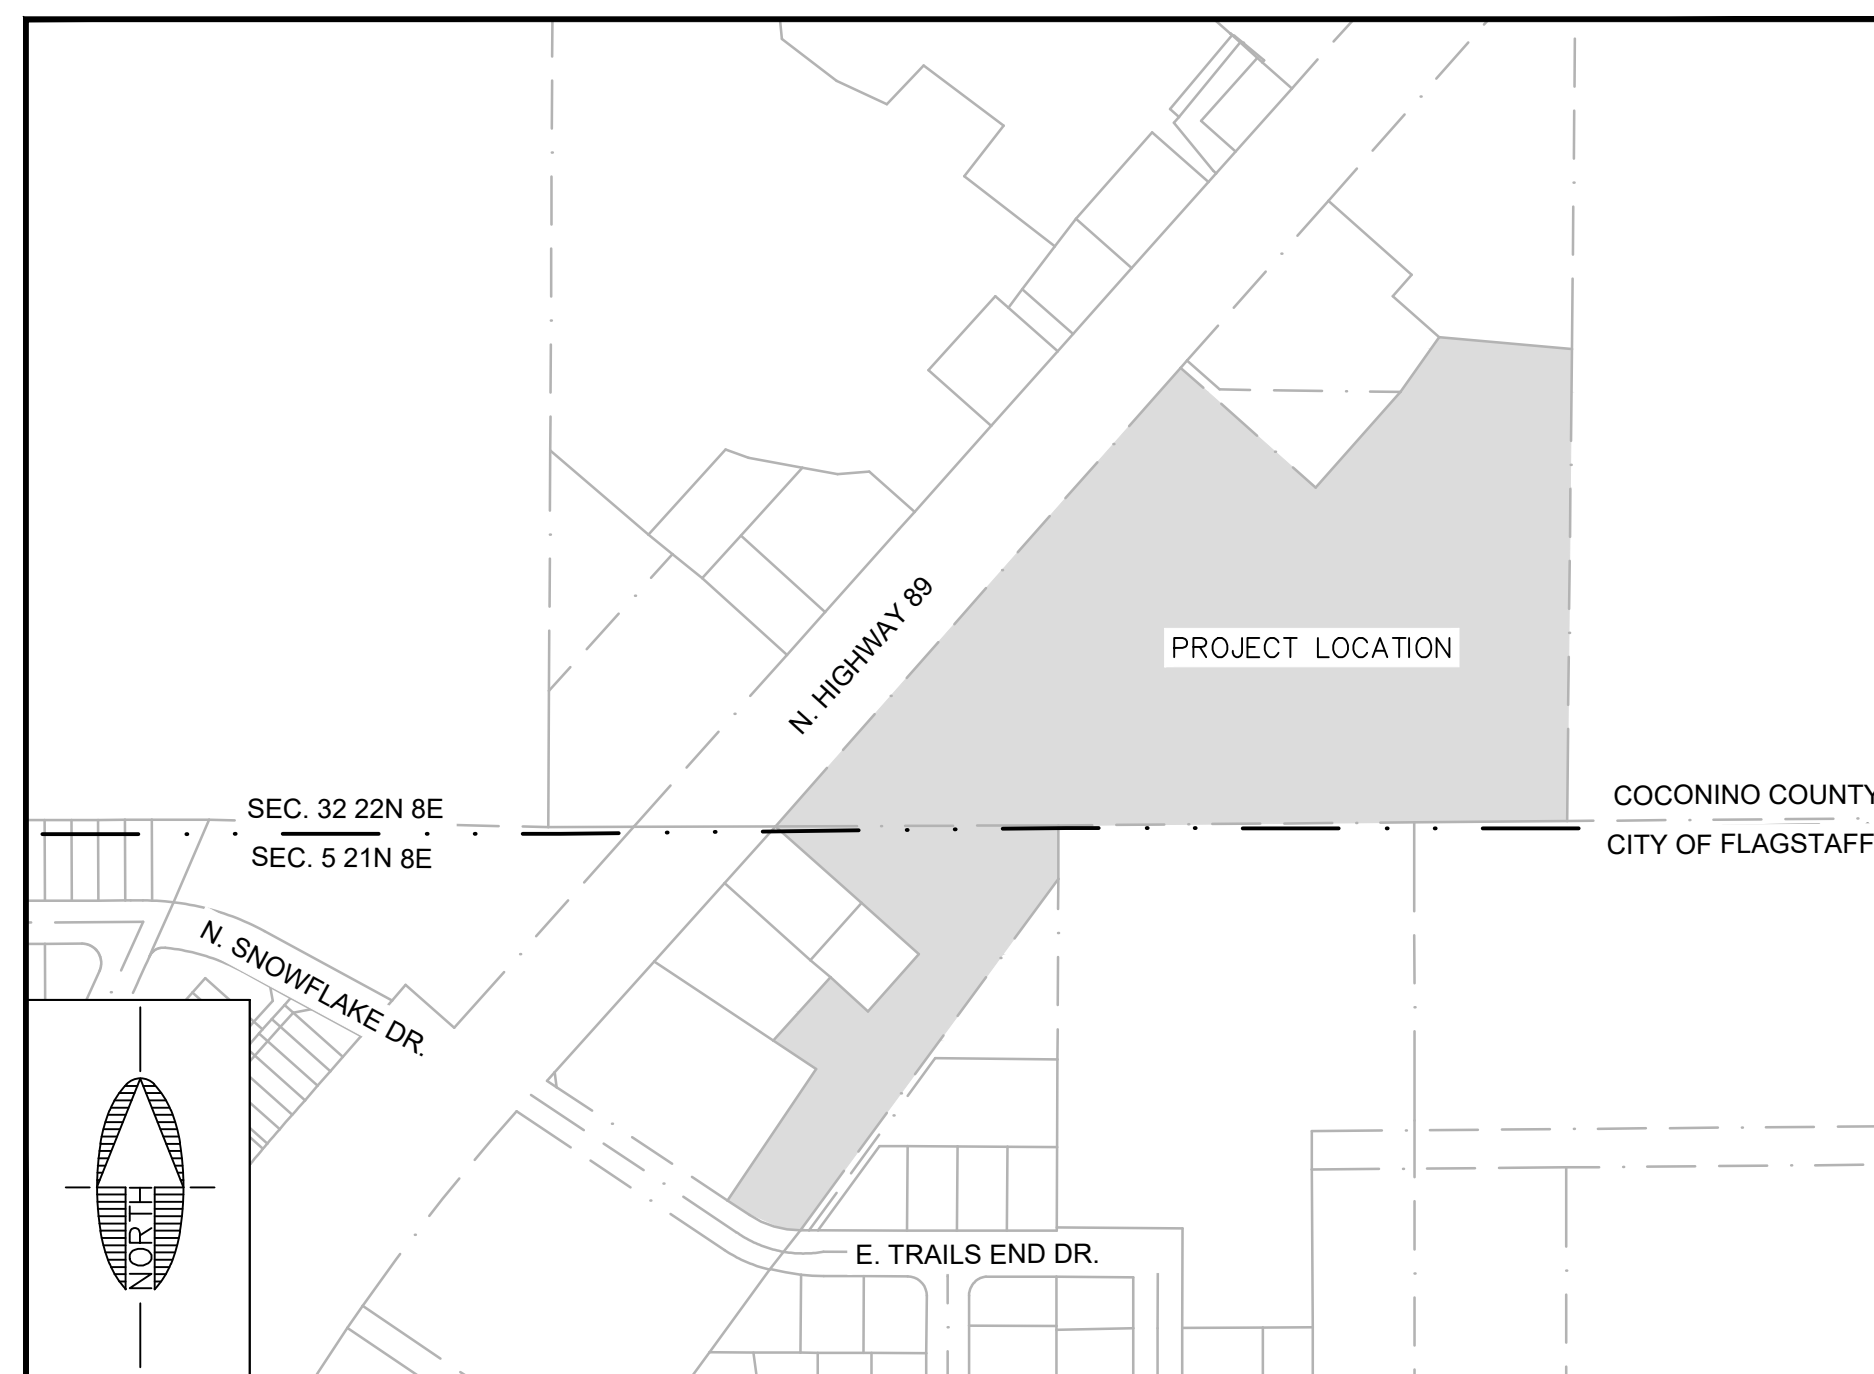 N. HIGHWAY 89
PROJECT LOCATION
SEC. 32 22N 8E
COCONINO COUNTY
SEC. 5 21N 8E
CITY OF FLAGSTAFF
N. SNOWFLAKE DR.
NORTH
E. TRAILS END DR.